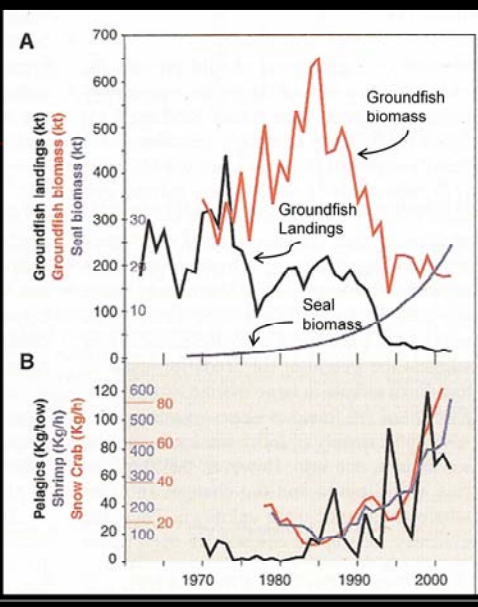 A
Groundfish landings (kt)
Groundfish biomass (kt)
Seal biomass (kt)
700
600
500
400
300
200
100
0
30
20
10
Groundfish
biomass
Groundfish
Landings
Seal
biomass
B
Pelagics (Kg/tow)
Shrimp (Kg/h)
Snow Crab (Kg/h)
120
100
80
60
40
20
0
600
500
400
300
200
100
80
60
40
20
1970
1980
1990
2000